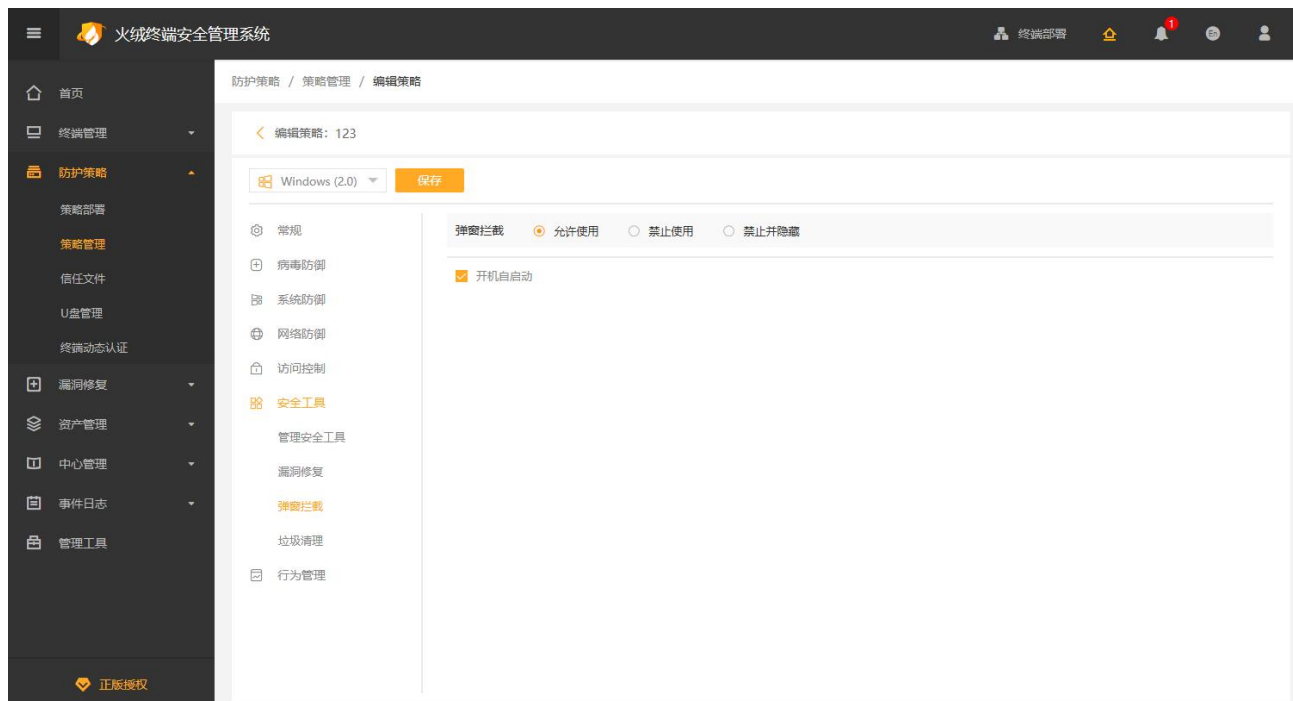 火绒终端安全管理系统
终端部署
1
En
防护策略 / 策略管理 / 编辑策略
首页
终端管理
防护策略
策略部署
策略管理
信任文件
U盘管理
终端动态认证
漏洞修复
资产管理
中心管理
事件日志
管理工具
正版授权
编辑策略：123
Windows (2.0)
保存
常规
病毒防御
系统防御
网络防御
访问控制
安全工具
管理安全工具
漏洞修复
弹窗拦截
垃圾清理
行为管理
弹窗拦截 允许使用 禁止使用 禁止并隐藏
开机自启动